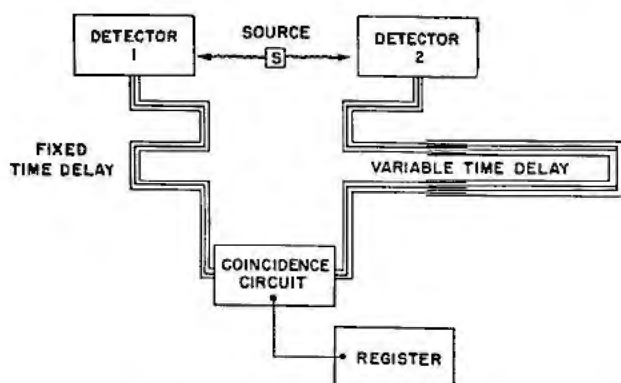 DETECTOR
1
SOURCE
S
DETECTOR
2
FIXED
TIME DELAY
VARIABLE TIME DELAY
COINCIDENCE
CIRCUIT
REGISTER